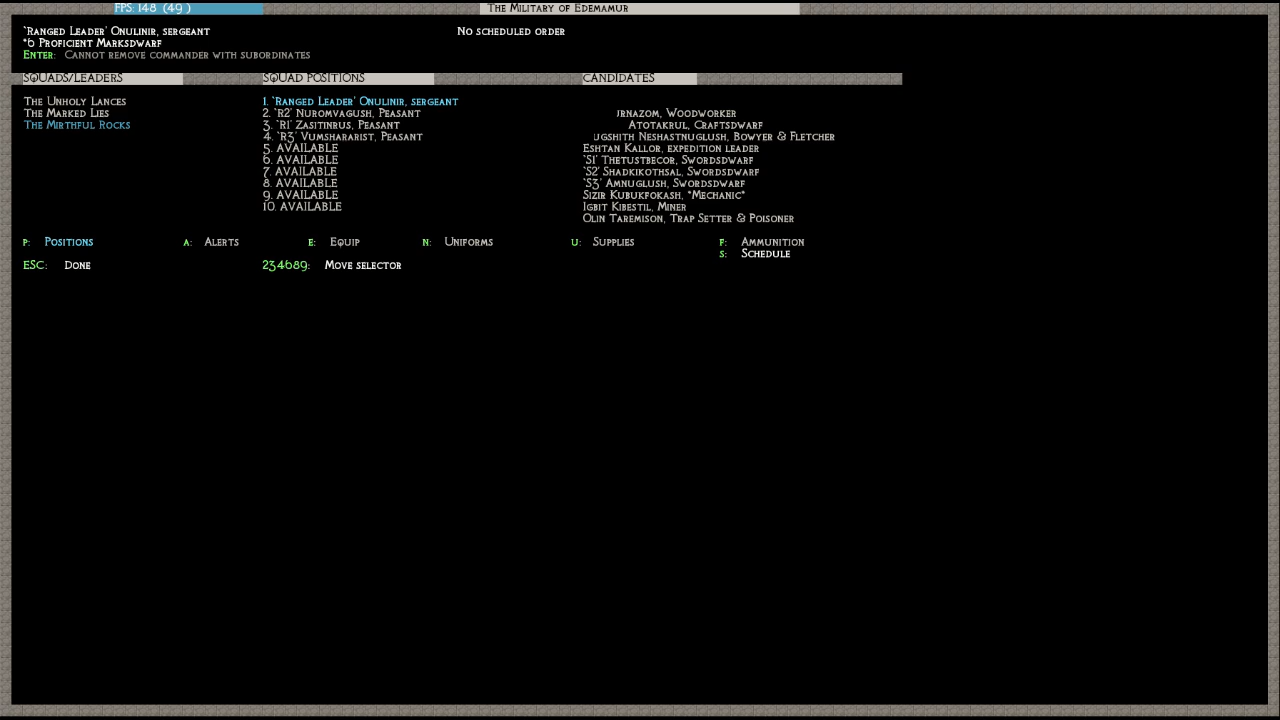 FPS: 148 (49)
The Military of Edemamur
`Ranged Leader' Onulinir, sergeant
No scheduled order
*6 Proficient Marksdwarf
Enter: Cannot remove commander with subordinates
SQUADS/LEADERS
SQUAD POSITIONS
CANDIDATES
The Unholy Lances
The Marked Lies
The Mirthful Rocks
1. `Ranged Leader' Onulinir, sergeant
2. `R2' Nuromvagush, Peasant
3. `R1' Zasitinrus, Peasant
4. `R3' Vumshararist, Peasant
5. AVAILABLE
6. AVAILABLE
7. AVAILABLE
8. AVAILABLE
9. AVAILABLE
10. AVAILABLE
Woodworker
Atotakrul, Craftsdwarf
Neshastnuglush, Bowyer & Fletcher
Eshtan Kallor, expedition leader
`S1' Thetustbecor, Swordsdwarf
`S2' Shadkikothsal, Swordsdwarf
`S3' Amnuglush, Swordsdwarf
Sizir Kubukfokash, *Mechanic*
Igbit Kibestil, Miner
Olin Taremison, Trap Setter & Poisoner
P: Positions
A: Alerts
E: Equip
N: Uniforms
U: Supplies
F: Ammunition
S: Schedule
ESC: Done
234689: Move selector